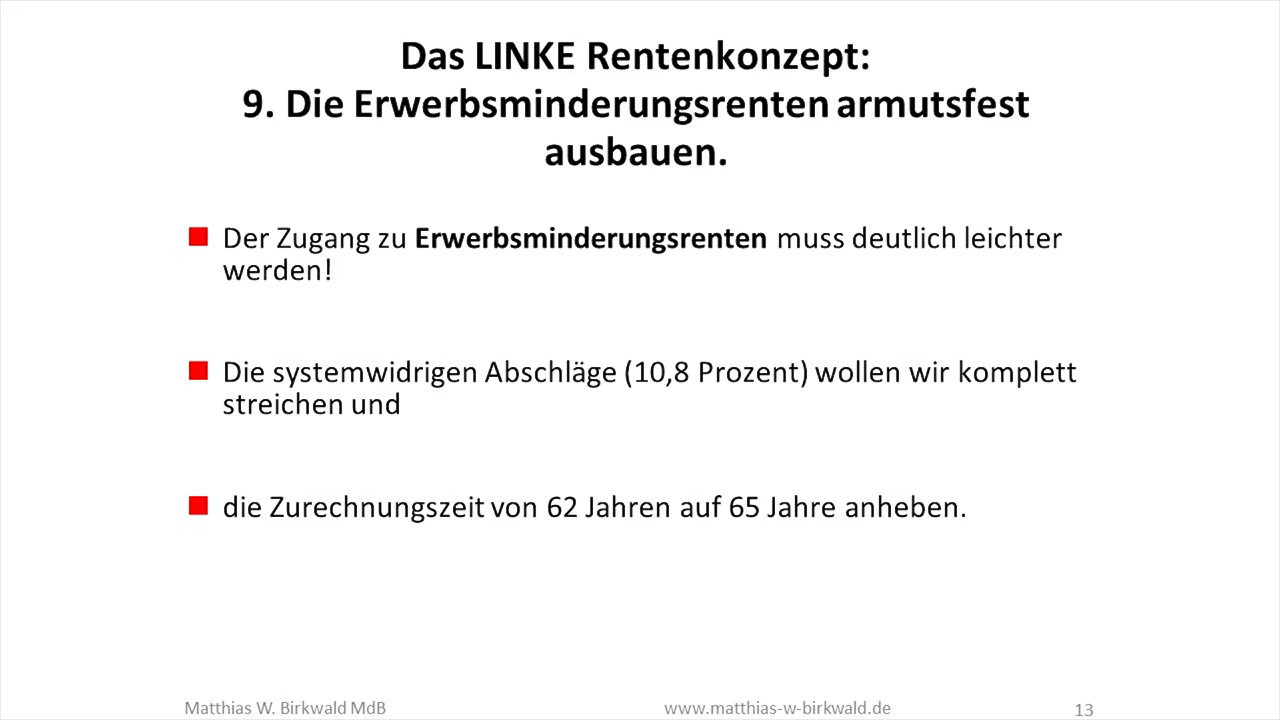 Das LINKE Rentenkonzept:
9. Die Erwerbsminderungsrenten armutsfest
ausbauen.
Der Zugang zu Erwerbsminderungsrenten muss deutlich leichter
werden!
Die systemwidrigen Abschläge (10,8 Prozent) wollen wir komplett
streichen und
die Zurechnungszeit von 62 Jahren auf 65 Jahre anheben.
Matthias W. Birkwald MdB
www.matthias-w-birkwald.de
13